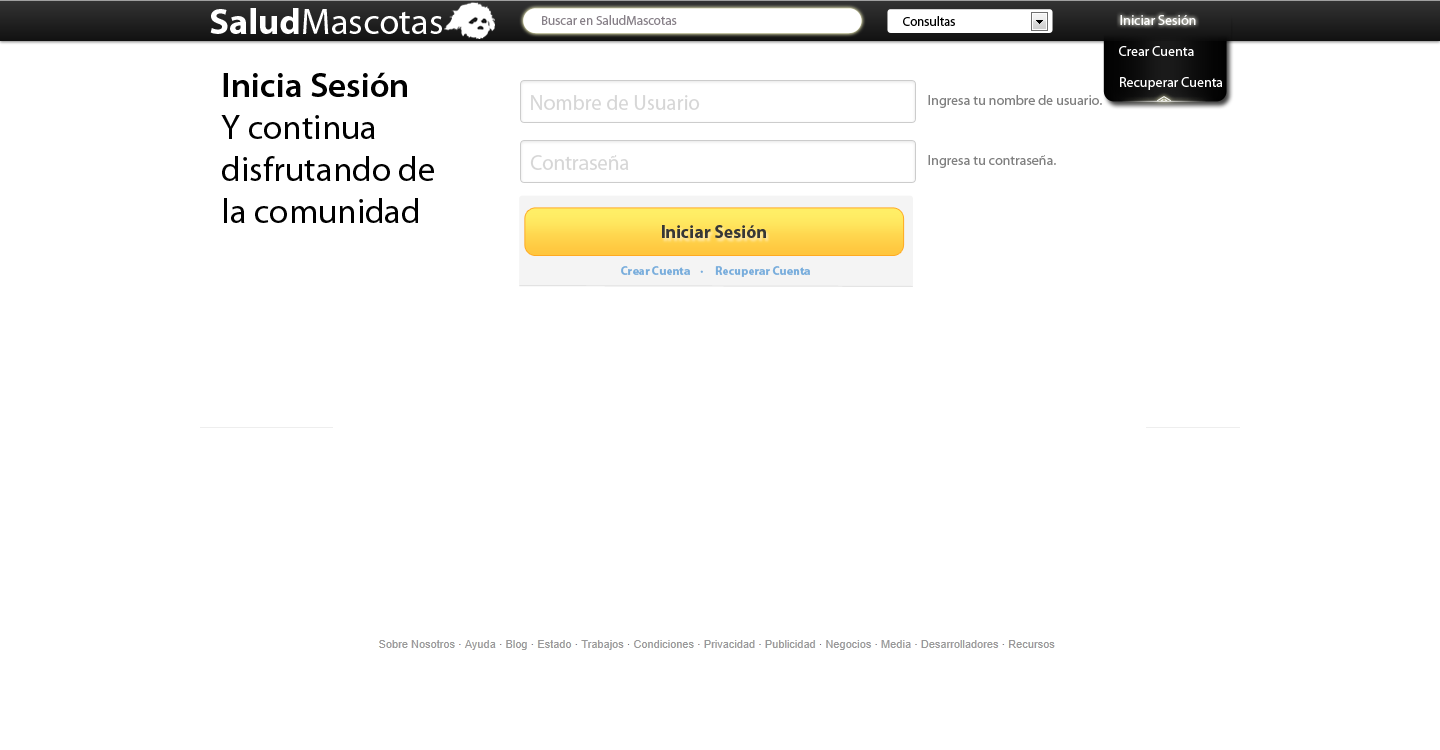 SaludMascotas
Buscar en SaludMascotas
Consultas
Iniciar Sesión
Crear Cuenta
Recuperar Cuenta
Inicia Sesión
Y continua
disfrutando de
la comunidad
Nombre de Usuario
Ingresa tu nombre de usuario.
Contraseña
Ingresa tu contraseña.
Iniciar Sesión
Crear Cuenta · Recuperar Cuenta
Sobre Nosotros · Ayuda · Blog · Estado · Trabajos · Condiciones · Privacidad · Publicidad · Negocios · Media · Desarrolladores · Recursos